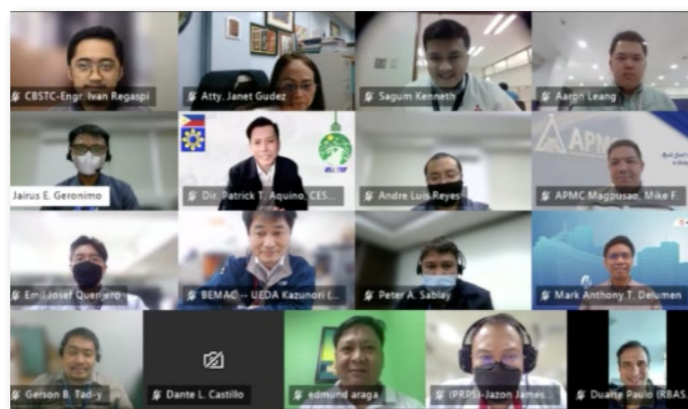 CBSTC-Engr. Ivan Regaspi
Atty. Janet Gudez
Sagum Kenneth
Aaron Leang
Jairus E. Geronimo
Dir. Patrick T. Aquino, CES...
Andre Luis Reyes
APMC
APMC Magpusao, Mike F.
Emil Josef Querijero
BEMAC -- UEDA Kazunori (...
Peter A. Sablay
Mark Anthony T. Delumen
Gerson B. Tad-y
Dante L. Castillo
edmund araga
(PRPS)-Jazon James...
Duarte Paulo (RBAS...